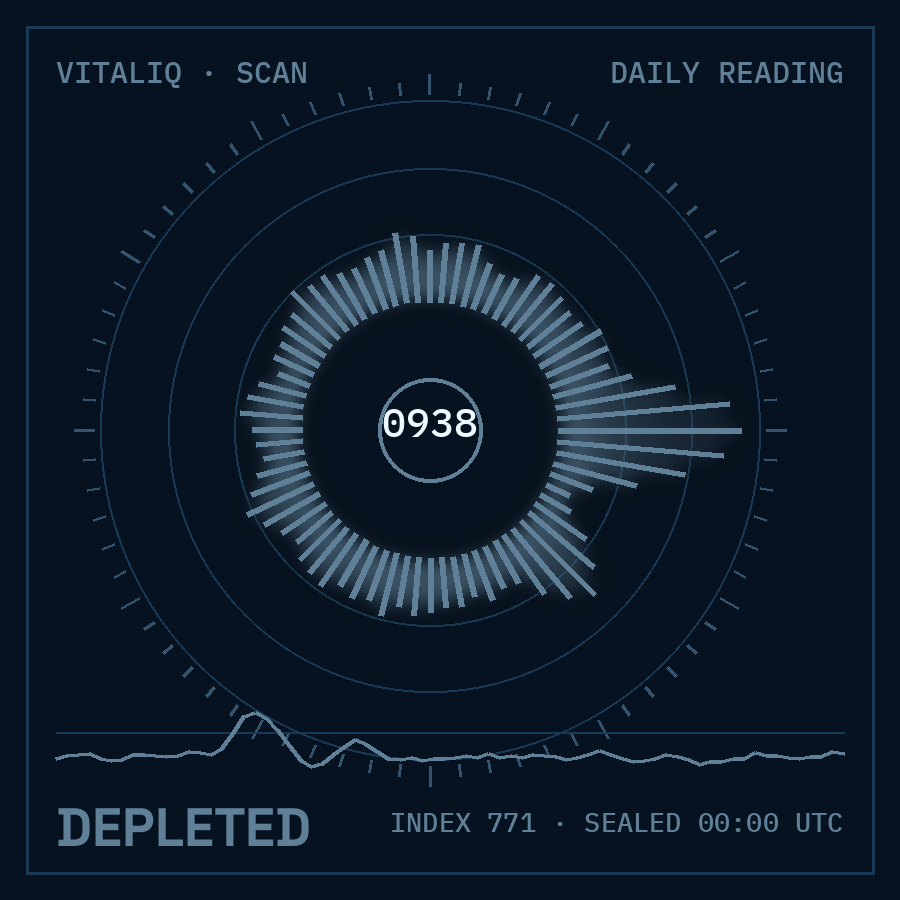 VITALIQ · SCAN
DAILY READING
0938
DEPLETED
INDEX 771 · SEALED 00:00 UTC